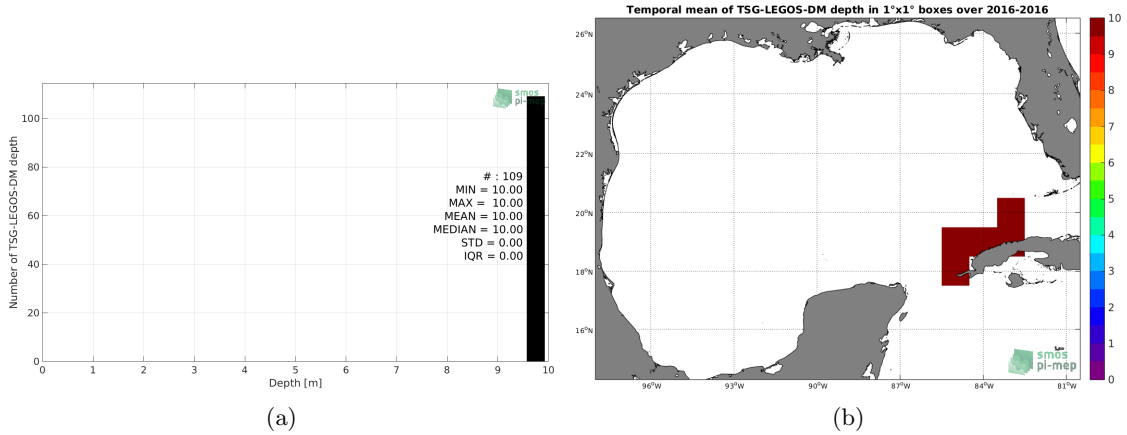 smos
pi-mep
Number of TSG-LEGOS-DM depth
100
80
60
40
20
0
# : 109
MIN = 10.00
MAX = 10.00
MEAN = 10.00
MEDIAN = 10.00
STD = 0.00
IQR = 0.00
0 1 2 3 4 5 6 7 8 9 10
Depth [m]
(a)
Temporal mean of TSG-LEGOS-DM depth in 1°x1° boxes over 2016-2016
26°N
24°N
22°N
20°N
18°N
16°N
96°W 93°W 90°W 87°W 84°W 81°W
smos
pi-mep
10
9
8
7
6
5
4
3
2
1
0
(b)